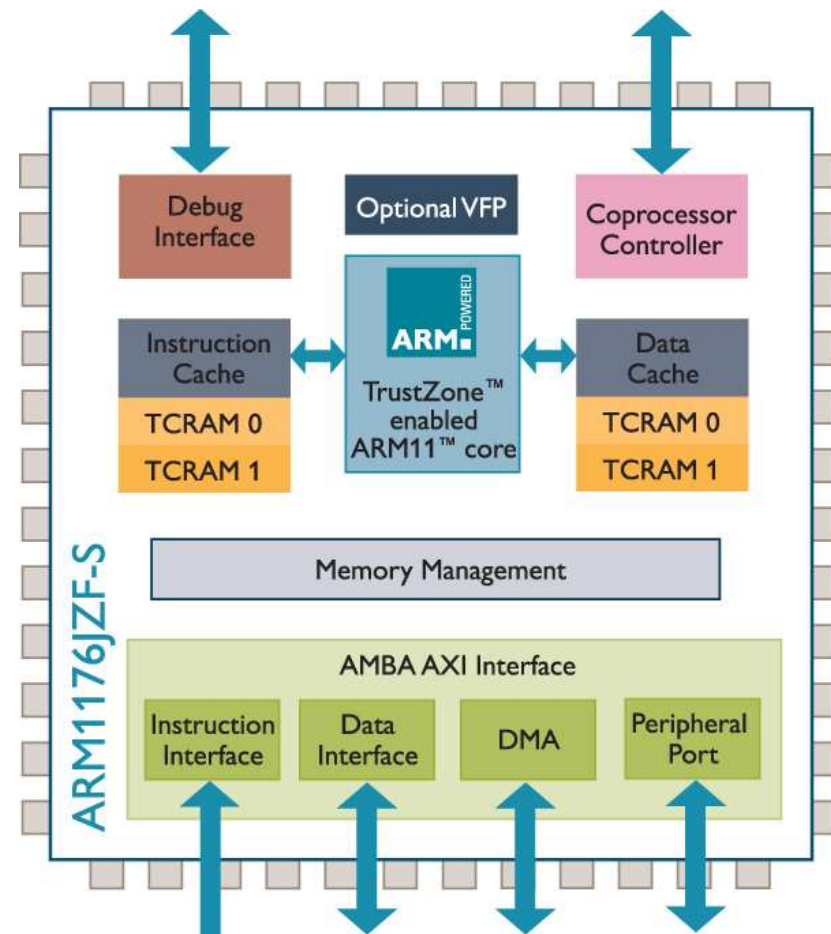 Debug
Interface
Optional VFP
Coprocessor
Controller
ARM POWERED
Instruction
Cache
TCRAM 0
TCRAM 1
TrustZone™
enabled
ARM11™ core
Data
Cache
TCRAM 0
TCRAM 1
Memory Management
ARM1176JZF-S
AMBA AXI Interface
Instruction
Interface
Data
Interface
DMA
Peripheral
Port